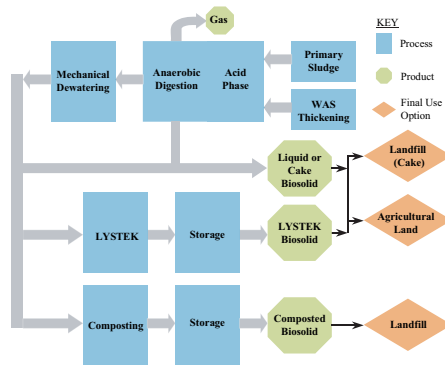 Gas
KEY
Process
Product
Final Use
Option
Mechanical
Dewatering
Anaerobic
Digestion
Acid
Phase
Primary
Sludge
WAS
Thickening
Liquid or
Cake
Biosolid
Landfill
(Cake)
LYSTEK
Storage
LYSTEK
Biosolid
Agricultural
Land
Composting
Storage
Composted
Biosolid
Landfill